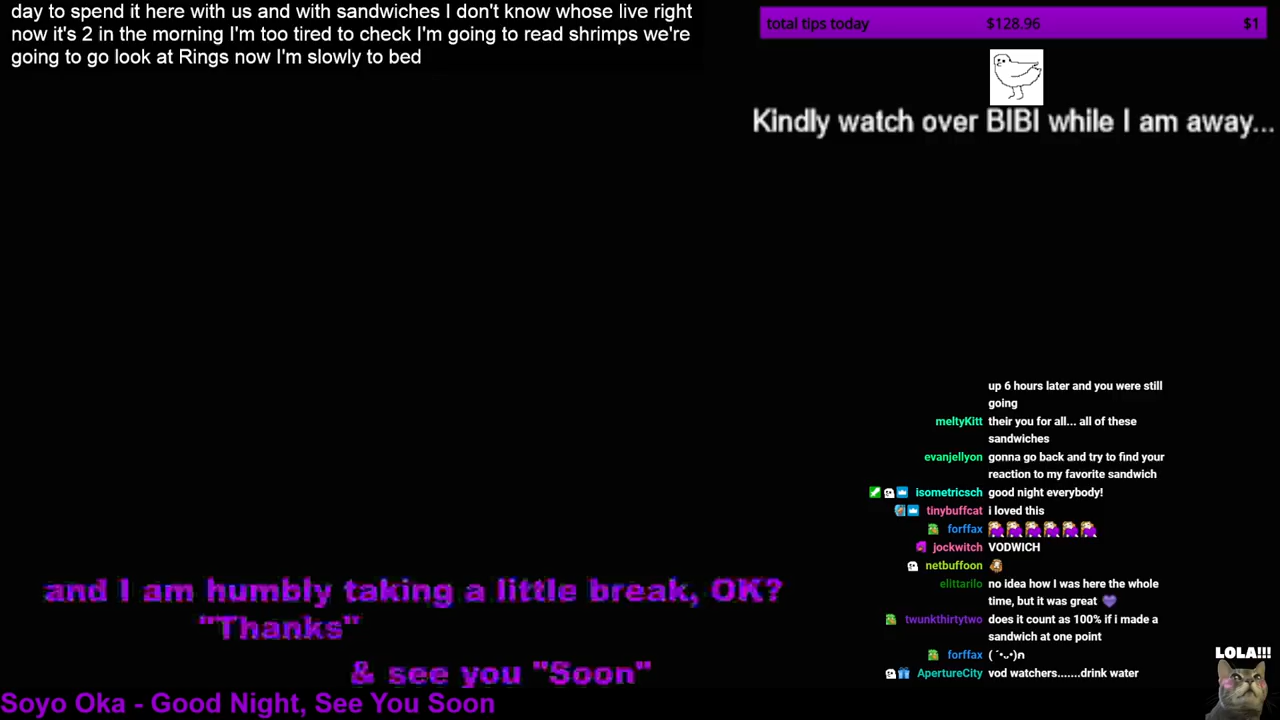 day to spend it here with us and with sandwiches I don't know whose live right
now it's 2 in the morning I'm too tired to check I'm going to read shrimps we're
going to go look at Rings now I'm slowly to bed
total tips today $128.96 $1
Kindly watch over BIBI while I am away...
up 6 hours later and you were still
going
meltyKitt their you for all... all of these
sandwiches
evanjellyon gonna go back and try to find your
reaction to my favorite sandwich
isometricsch good night everybody!
tinybuffcat i loved this
forffax
jockwitch VODWICH
netbuffoon
elittarilo no idea how I was here the whole
time, but it was great 💜
twunkthirtytwo does it count as 100% if i made a
sandwich at one point
forffax ( ´•ᴗ•)ก
ApertureCity vod watchers.......drink water
and I am humbly taking a little break, OK?
"Thanks"
& see you "Soon"
LOLA!!!
Soyo Oka - Good Night, See You Soon